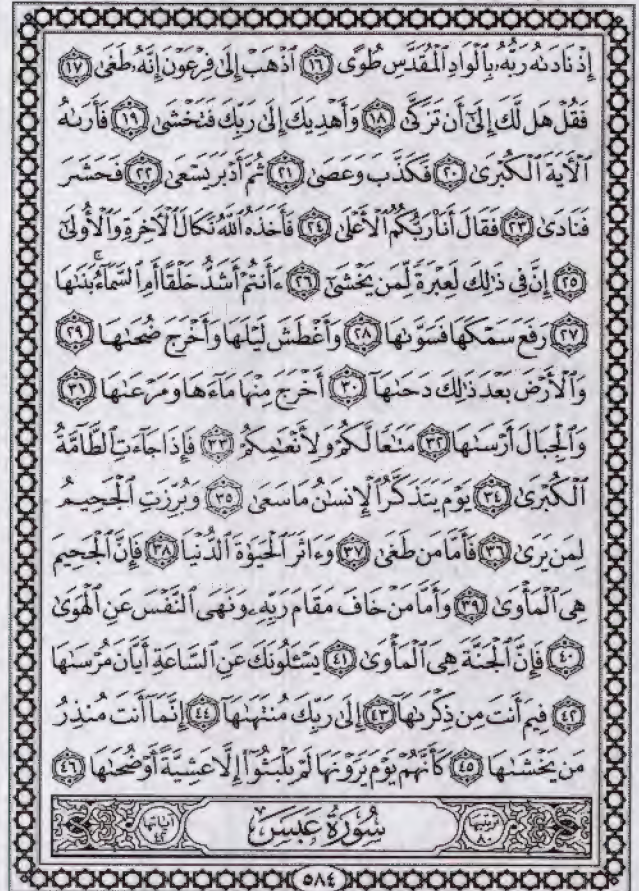 إِذْ نَادَىٰهُ رَبُّهُۥ بِٱلْوَادِ ٱلْمُقَدَّسِ طُوًى ١٦ ٱذْهَبْ إِلَىٰ فِرْعَوْنَ إِنَّهُۥ طَغَىٰ ١٧
فَقُلْ هَل لَّكَ إِلَىٰٓ أَن تَزَكَّىٰ ١٨ وَأَهْدِيَكَ إِلَىٰ رَبِّكَ فَتَخْشَىٰ ١٩ فَأَرَىٰهُ
ٱلْءَايَةَ ٱلْكُبْرَىٰ ٢٠ فَكَذَّبَ وَعَصَىٰ ٢١ ثُمَّ أَدْبَرَ يَسْعَىٰ ٢٢ فَحَشَرَ
فَنَادَىٰ ٢٣ فَقَالَ أَنَا۠ رَبُّكُمُ ٱلْأَعْلَىٰ ٢٤ فَأَخَذَهُ ٱللَّهُ نَكَالَ ٱلْءَاخِرَةِ وَٱلْأُولَىٰٓ
٢٥ إِنَّ فِى ذَٰلِكَ لَعِبْرَةً لِّمَن يَخْشَىٰٓ ٢٦ ءَأَنتُمْ أَشَدُّ خَلْقًا أَمِ ٱلسَّمَآءُ ۚ بَنَىٰهَا
٢٧ رَفَعَ سَمْكَهَا فَسَوَّىٰهَا ٢٨ وَأَغْطَشَ لَيْلَهَا وَأَخْرَجَ ضُحَىٰهَا ٢٩
وَٱلْأَرْضَ بَعْدَ ذَٰلِكَ دَحَىٰهَآ ٣٠ أَخْرَجَ مِنْهَا مَآءَهَا وَمَرْعَىٰهَا ٣١
وَٱلْجِبَالَ أَرْسَىٰهَا ٣٢ مَتَٰعًا لَّكُمْ وَلِأَنْعَٰمِكُمْ ٣٣ فَإِذَا جَآءَتِ ٱلطَّآمَّةُ
ٱلْكُبْرَىٰ ٣٤ يَوْمَ يَتَذَكَّرُ ٱلْإِنسَٰنُ مَا سَعَىٰ ٣٥ وَبُرِّزَتِ ٱلْجَحِيمُ
لِمَن يَرَىٰ ٣٦ فَأَمَّا مَن طَغَىٰ ٣٧ وَءَاثَرَ ٱلْحَيَوٰةَ ٱلدُّنْيَا ٣٨ فَإِنَّ ٱلْجَحِيمَ
هِىَ ٱلْمَأْوَىٰ ٣٩ وَأَمَّا مَنْ خَافَ مَقَامَ رَبِّهِۦ وَنَهَى ٱلنَّفْسَ عَنِ ٱلْهَوَىٰ
٤٠ فَإِنَّ ٱلْجَنَّةَ هِىَ ٱلْمَأْوَىٰ ٤١ يَسْـَٔلُونَكَ عَنِ ٱلسَّاعَةِ أَيَّانَ مُرْسَىٰهَا
٤٢ فِيمَ أَنتَ مِن ذِكْرَىٰهَآ ٤٣ إِلَىٰ رَبِّكَ مُنتَهَىٰهَآ ٤٤ إِنَّمَآ أَنتَ مُنذِرُ
مَن يَخْشَىٰهَا ٤٥ كَأَنَّهُمْ يَوْمَ يَرَوْنَهَا لَمْ يَلْبَثُوٓا۟ إِلَّا عَشِيَّةً أَوْ ضُحَىٰهَا ٤٦
ترتيبها ٨٠ سُورَةُ عَبَسَ آياتها ٤٢
٥٨٤